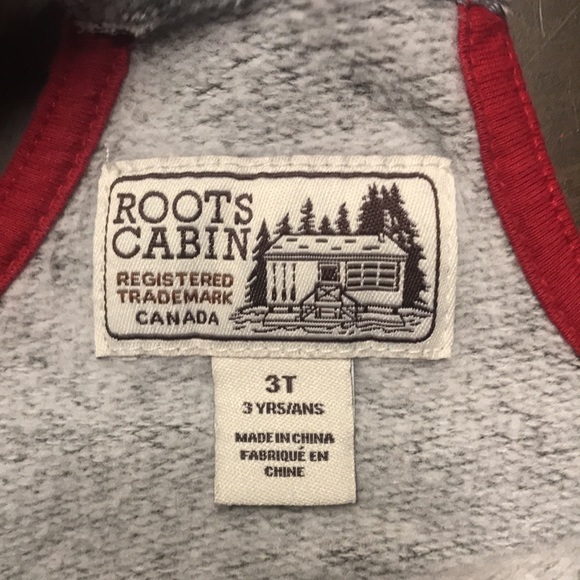 ROOTS
CABIN
REGISTERED
TRADEMARK
CANADA
3T
3 YRS/ANS
MADE IN CHINA
FABRIQUÉ EN
CHINE